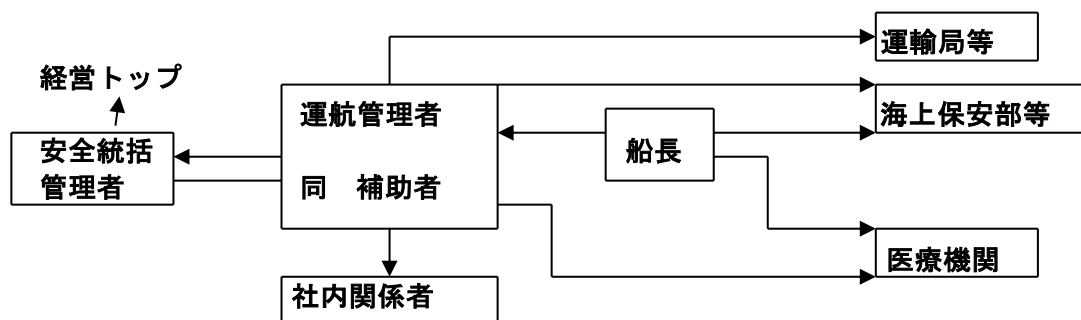 運輸局等
経営トップ
運航管理者
海上保安部等
船長
安全統括
管理者
同　補助者
医療機関
社内関係者